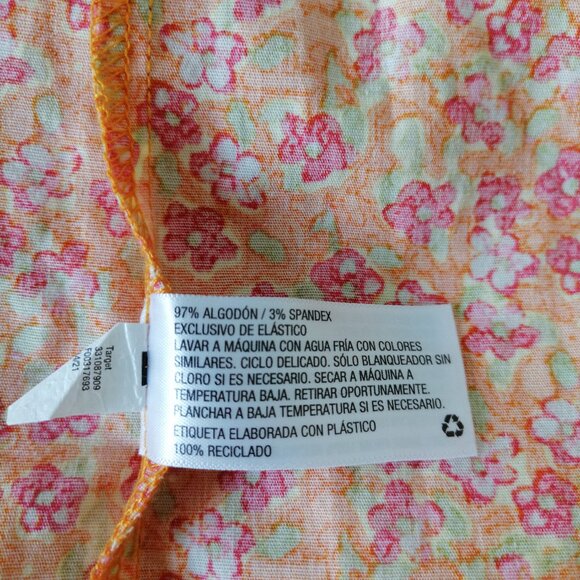 97% ALGODÓN / 3% SPANDEX
EXCLUSIVO DE ELÁSTICO
LAVAR A MÁQUINA CON AGUA FRÍA CON COLORES
SIMILARES. CICLO DELICADO. SÓLO BLANQUEADOR SIN
CLORO SI ES NECESARIO. SECAR A MÁQUINA A
TEMPERATURA BAJA. RETIRAR OPORTUNAMENTE.
PLANCHAR A BAJA TEMPERATURA SI ES NECESARIO.
ETIQUETA ELABORADA CON PLÁSTICO
100% RECICLADO
Target
331087909